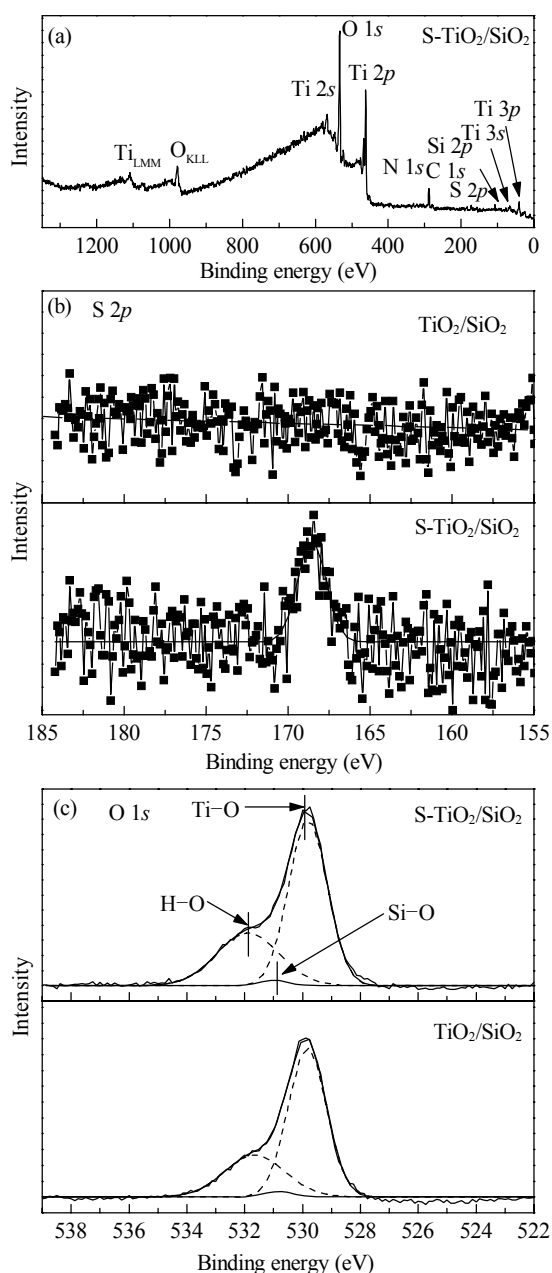 (a)
O 1s
S-TiO₂/SiO₂
Ti 2s
Ti 2p
Ti 3p
Ti_LMM
O_KLL
Si 2p
Ti 3s
N 1s
C 1s
S 2p
Intensity
1200 1000 800 600 400 200 0
Binding energy (eV)
(b)
S 2p
TiO₂/SiO₂
S-TiO₂/SiO₂
Intensity
185 180 175 170 165 160 155
Binding energy (eV)
(c)
O 1s
Ti−O
S-TiO₂/SiO₂
H−O
Si−O
Intensity
TiO₂/SiO₂
538 536 534 532 530 528 526 524 522
Binding energy (eV)